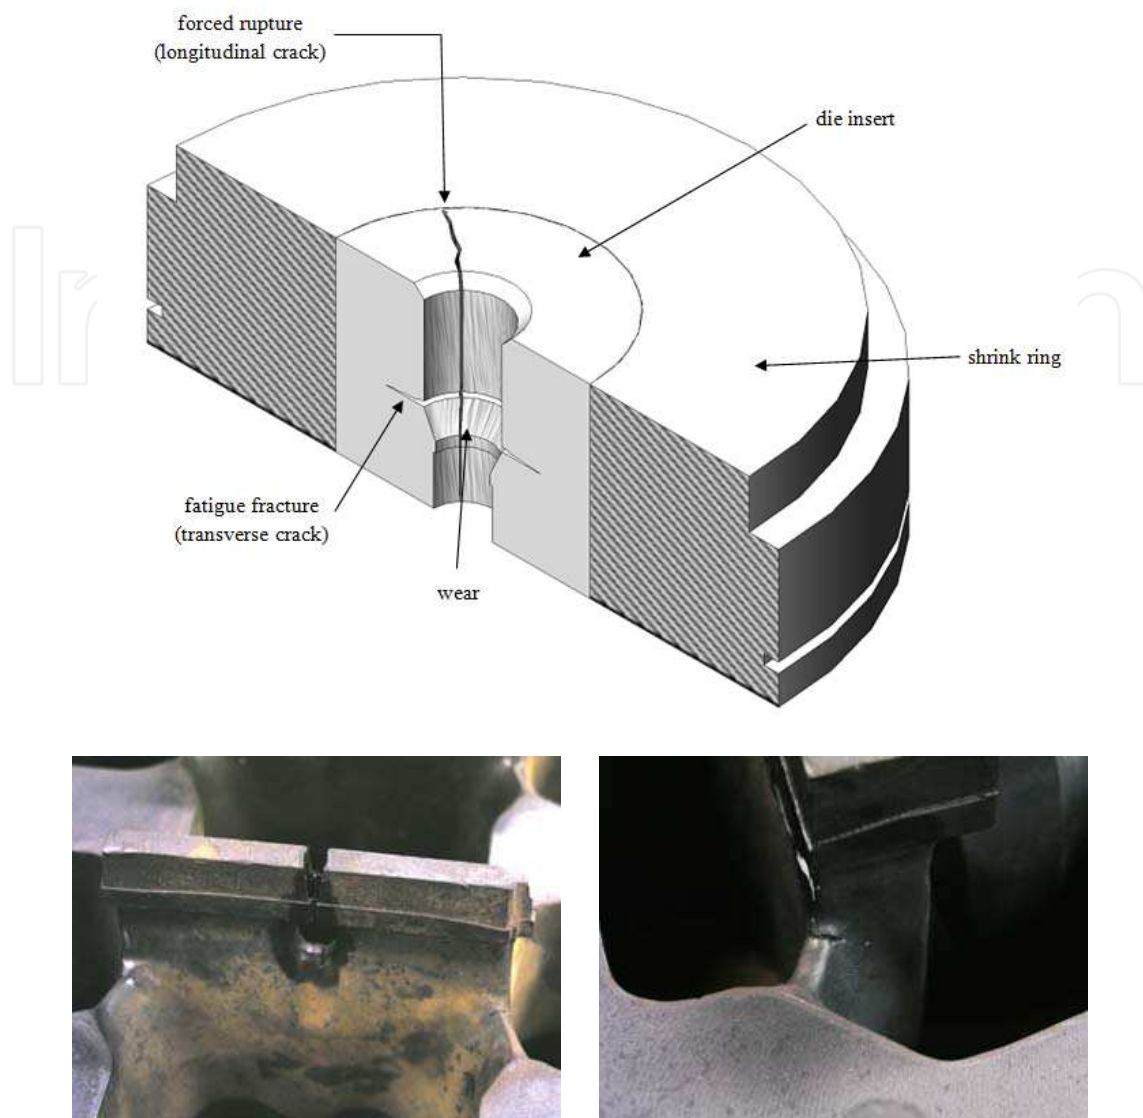 forced rupture
(longitudinal crack)
die insert
shrink ring
fatigue fracture
(transverse crack)
wear